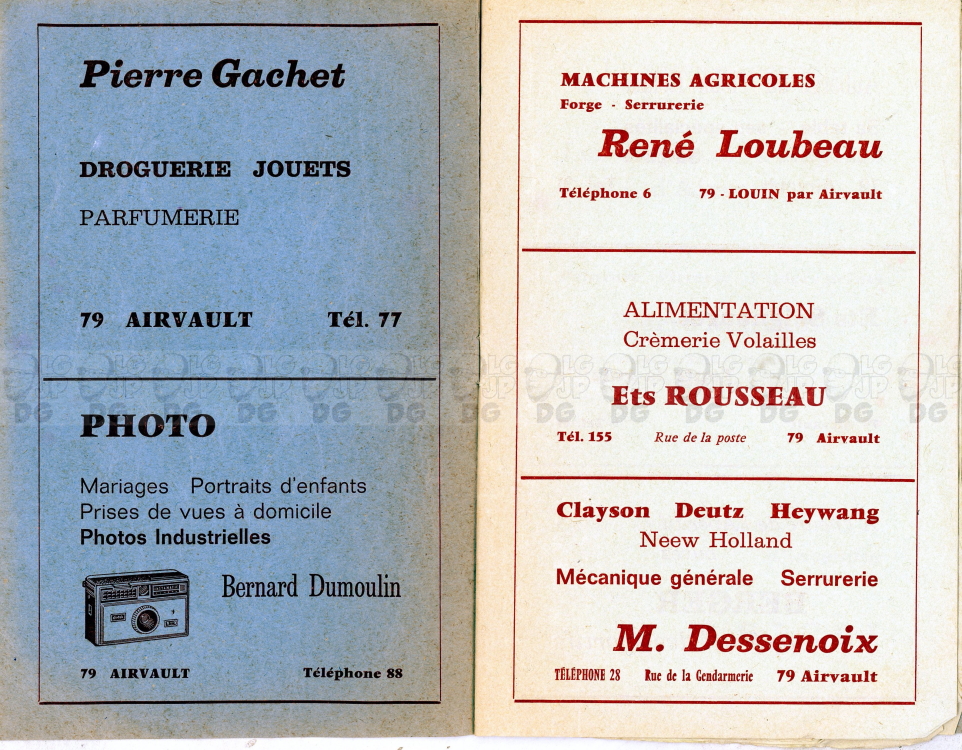 Pierre Gachet
DROGUERIE JOUETS
PARFUMERIE
79 AIRVAULT Tél. 77
PHOTO
Mariages Portraits d'enfants
Prises de vues à domicile
Photos Industrielles
Bernard Dumoulin
79 AIRVAULT Téléphone 88
MACHINES AGRICOLES
Forge - Serrurerie
René Loubeau
Téléphone 6 79 - LOUIN par Airvault
ALIMENTATION
Crèmerie Volailles
Ets ROUSSEAU
Tél. 155 Rue de la poste 79 Airvault
Clayson Deutz Heywang
Neew Holland
Mécanique générale Serrurerie
M. Dessenoix
TÉLÉPHONE 28 Rue de la Gendarmerie 79 Airvault